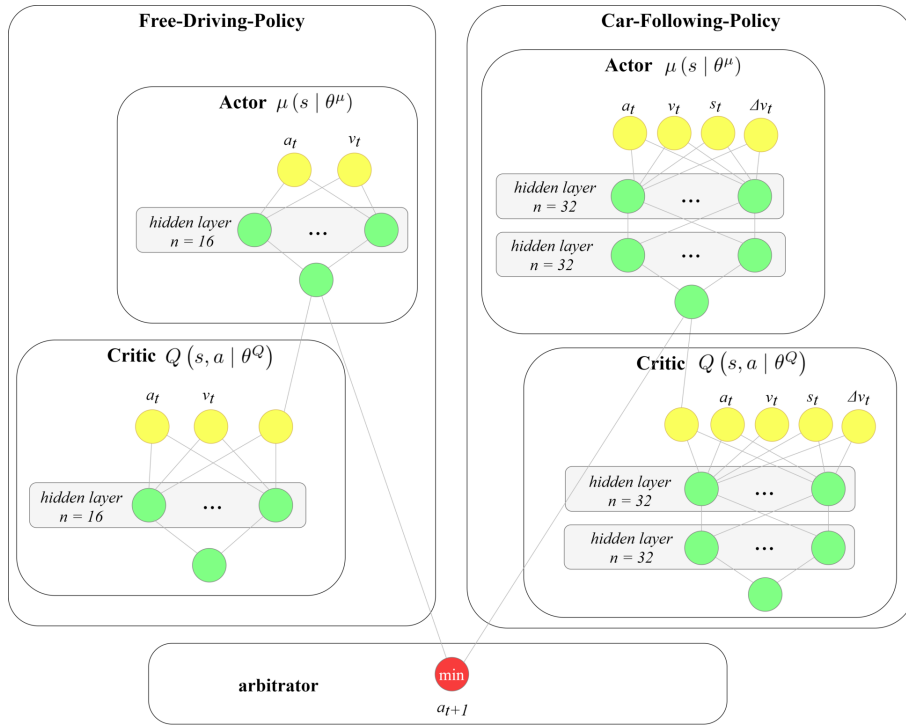 Free-Driving-Policy
Actor μ (s | θ^μ)
a_t v_t
hidden layer
n = 16
...
Critic Q (s, a | θ^Q)
a_t v_t
hidden layer
n = 16
...
Car-Following-Policy
Actor μ (s | θ^μ)
a_t v_t s_t Δv_t
hidden layer
n = 32
...
hidden layer
n = 32
...
Critic Q (s, a | θ^Q)
a_t v_t s_t Δv_t
hidden layer
n = 32
...
hidden layer
n = 32
...
arbitrator
min
a_{t+1}